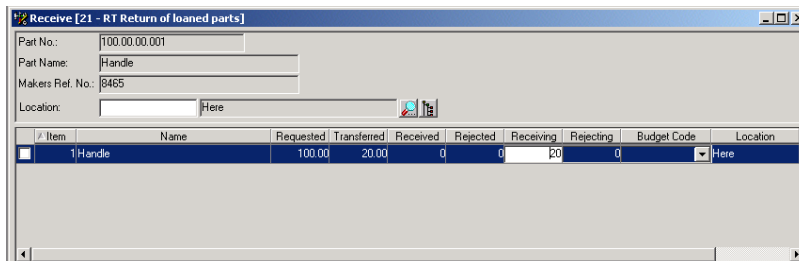 Receive [21 - RT Return of loaned parts]
Part No.: 100.00.00.001
Part Name: Handle
Makers Ref. No.: 8465
Location: Here
Item Name Requested Transferred Received Rejected Receiving Rejecting Budget Code Location
1 Handle 100.00 20.00 0 0 20 0 Here